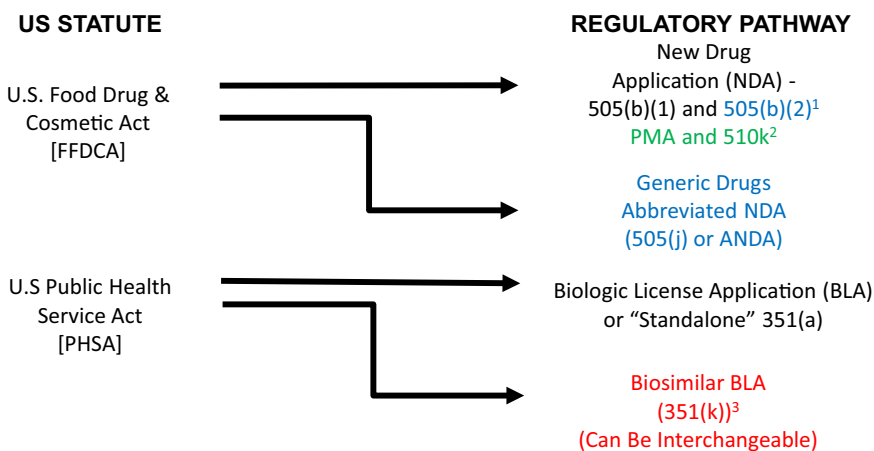 US STATUTE
REGULATORY PATHWAY
U.S. Food Drug &
Cosmetic Act
[FFDCA]
New Drug
Application (NDA) -
505(b)(1) and 505(b)(2)¹
PMA and 510k²
Generic Drugs
Abbreviated NDA
(505(j) or ANDA)
U.S Public Health
Service Act
[PHSA]
Biologic License Application (BLA)
or “Standalone” 351(a)
Biosimilar BLA
(351(k))³
(Can Be Interchangeable)